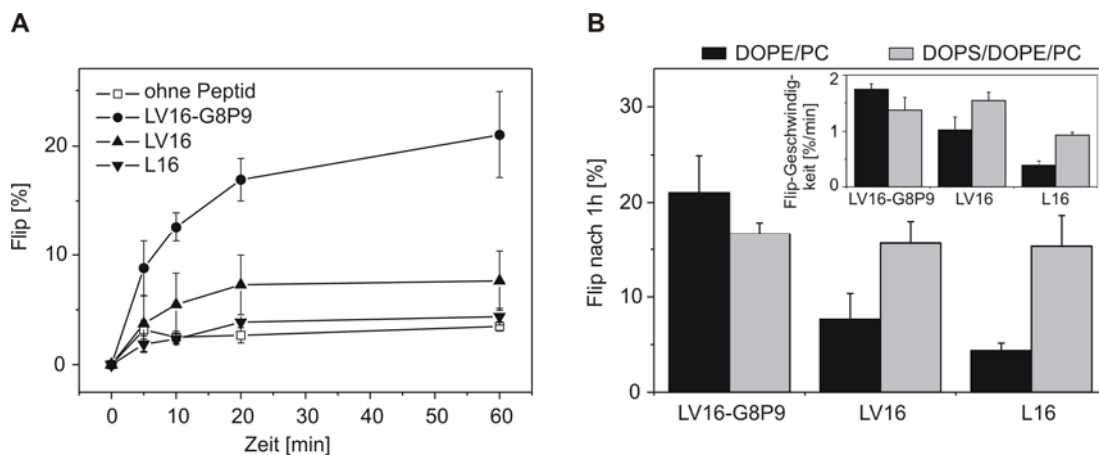 A
ohne Peptid
LV16-G8P9
LV16
L16
20
10
0
Flip [%]
0 10 20 30 40 50 60
Zeit [min]
B
DOPE/PC DOPS/DOPE/PC
30
20
10
0
Flip nach 1h [%]
LV16-G8P9 LV16 L16
2
1
0
Flip-Geschwindig-
keit [%/min]
LV16-G8P9 LV16 L16